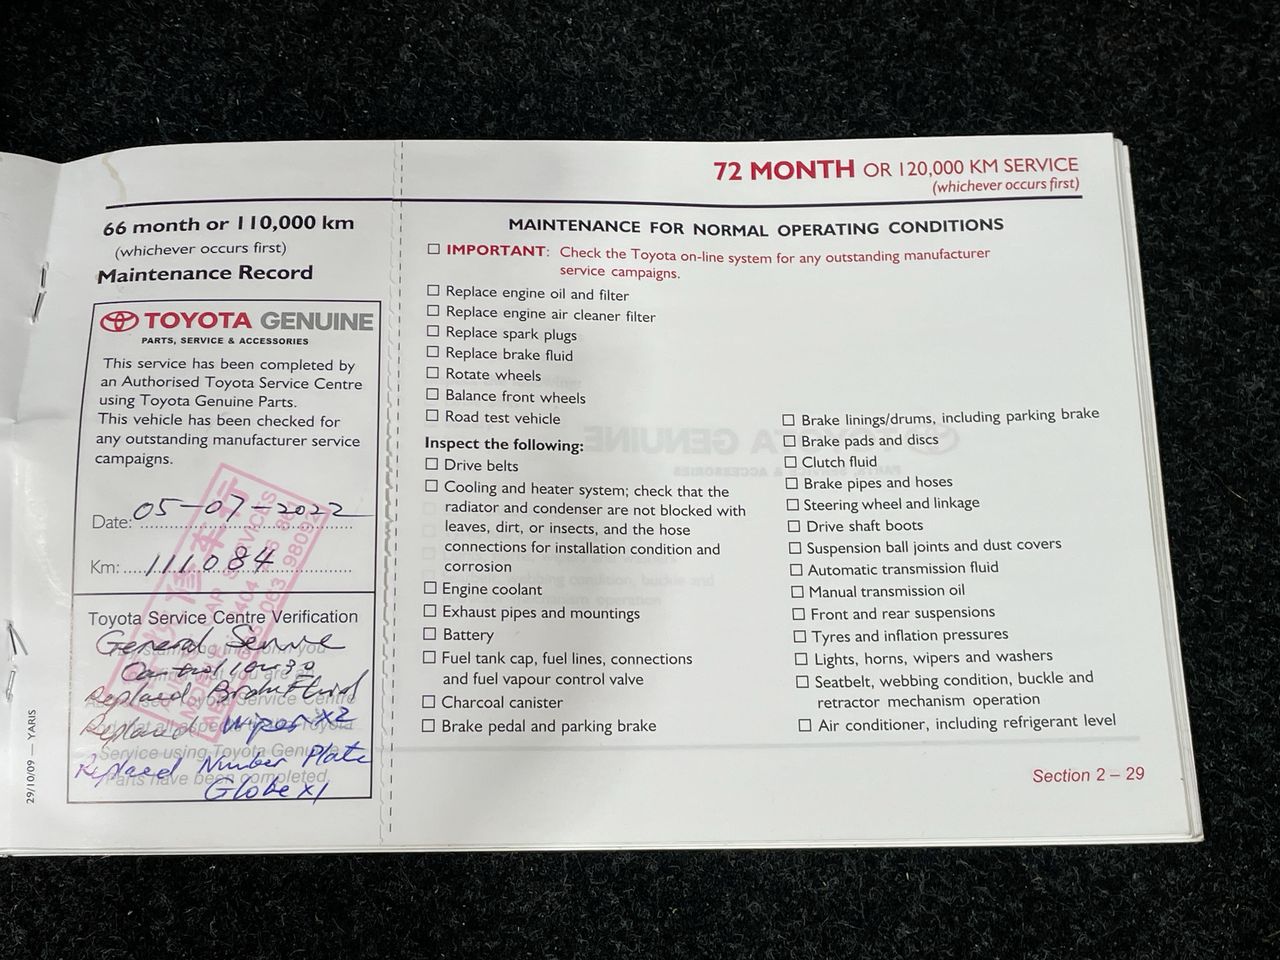 72 MONTH OR 120,000 KM SERVICE
(whichever occurs first)
66 month or 110,000 km
(whichever occurs first)
Maintenance Record
TOYOTA GENUINE
PARTS, SERVICE & ACCESSORIES
This service has been completed by
an Authorised Toyota Service Centre
using Toyota Genuine Parts.
This vehicle has been checked for
any outstanding manufacturer service
campaigns.
Date: 05-07-2022
Km: 111084
Toyota Service Centre Verification
General Service
Replaced Brake Fluid
Replaced Wiper x2
Replaced Number Plate
Globe x1
29/10/09 — YARIS
MAINTENANCE FOR NORMAL OPERATING CONDITIONS
IMPORTANT: Check the Toyota on-line system for any outstanding manufacturer
service campaigns.
Replace engine oil and filter
Replace engine air cleaner filter
Replace spark plugs
Replace brake fluid
Rotate wheels
Balance front wheels
Road test vehicle
Inspect the following:
Drive belts
Cooling and heater system; check that the
radiator and condenser are not blocked with
leaves, dirt, or insects, and the hose
connections for installation condition and
corrosion
Engine coolant
Exhaust pipes and mountings
Battery
Fuel tank cap, fuel lines, connections
and fuel vapour control valve
Charcoal canister
Brake pedal and parking brake
Brake linings/drums, including parking brake
Brake pads and discs
Clutch fluid
Brake pipes and hoses
Steering wheel and linkage
Drive shaft boots
Suspension ball joints and dust covers
Automatic transmission fluid
Manual transmission oil
Front and rear suspensions
Tyres and inflation pressures
Lights, horns, wipers and washers
Seatbelt, webbing condition, buckle and
retractor mechanism operation
Air conditioner, including refrigerant level
Section 2 – 29